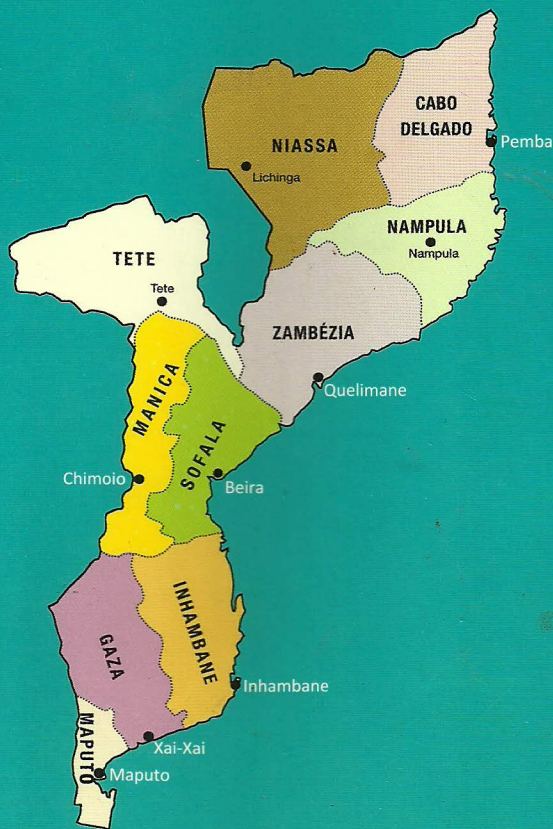 CABO
DELGADO
Pemba
NIASSA
Lichinga
NAMPULA
Nampula
TETE
Tete
ZAMBÉZIA
Quelimane
MANICA
SOFALA
Chimoio
Beira
INHAMBANE
GAZA
Inhambane
MAPUTO
Xai-Xai
Maputo